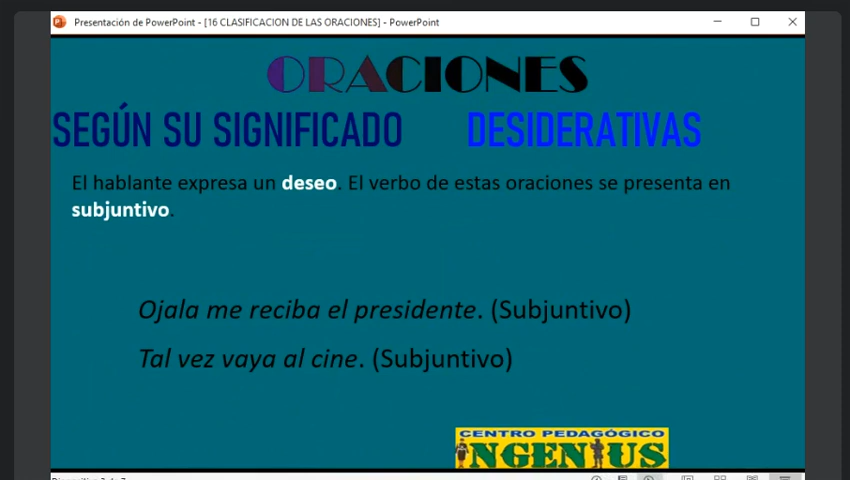 Presentación de PowerPoint - [16 CLASIFICACION DE LAS ORACIONES] - PowerPoint
ORACIONES
SEGÚN SU SIGNIFICADO DESIDERATIVAS
El hablante expresa un deseo. El verbo de estas oraciones se presenta en
subjuntivo.
Ojala me reciba el presidente. (Subjuntivo)
Tal vez vaya al cine. (Subjuntivo)
CENTRO PEDAGÓGICO
INGENIUS